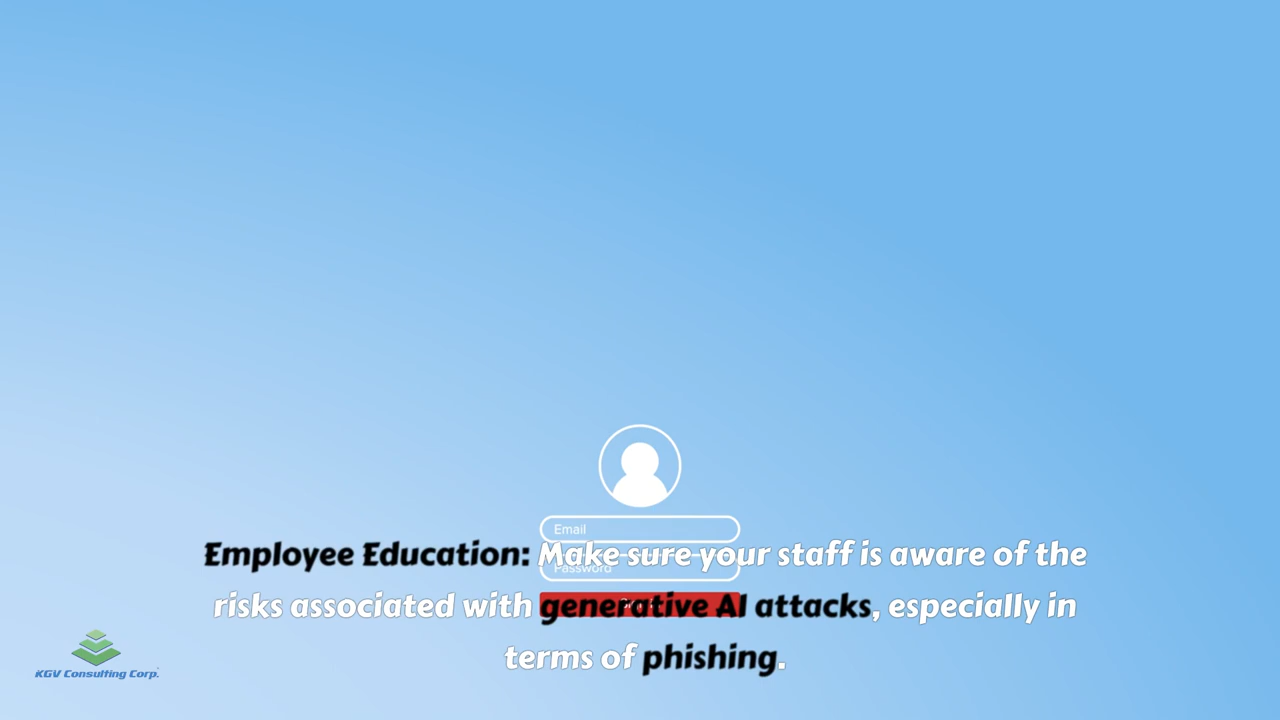 Email
Employee Education: Make sure your staff is aware of the
Password
risks associated with generative AI attacks, especially in
terms of phishing.
KGV Consulting Corp.